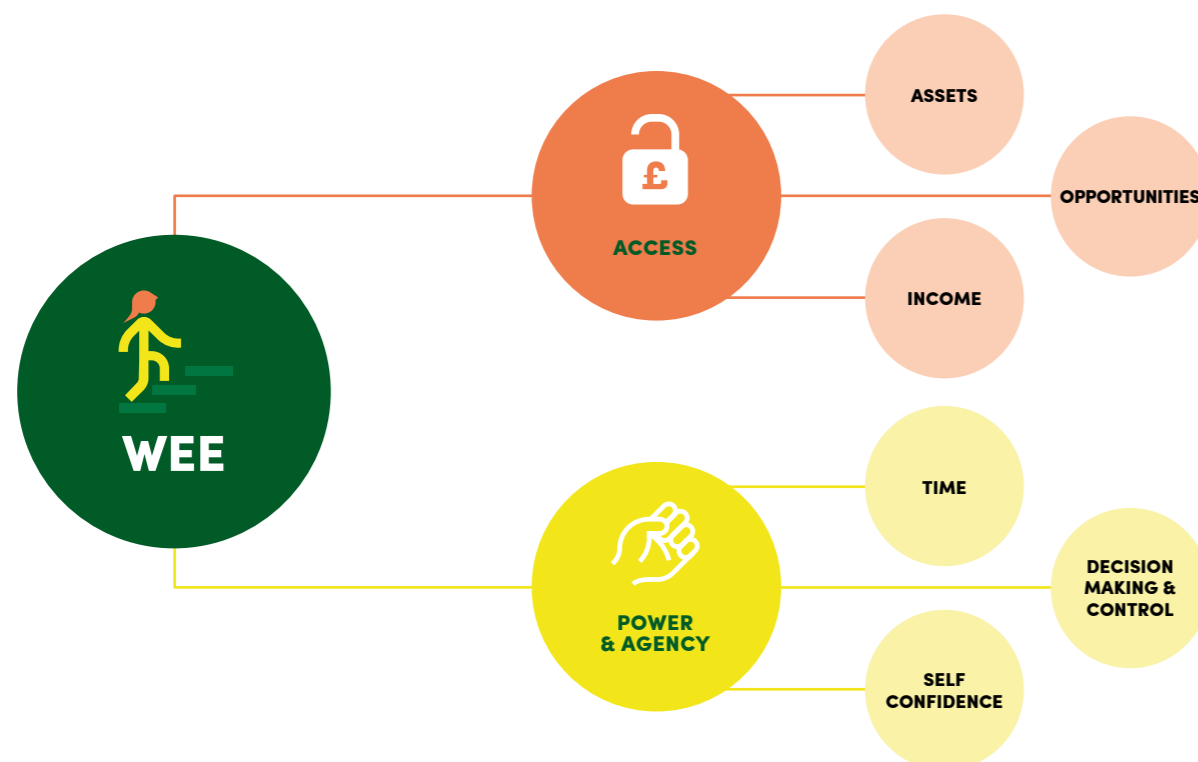 WEE
£
ACCESS
ASSETS
OPPORTUNITIES
INCOME
POWER
& AGENCY
TIME
DECISION
MAKING &
CONTROL
SELF
CONFIDENCE